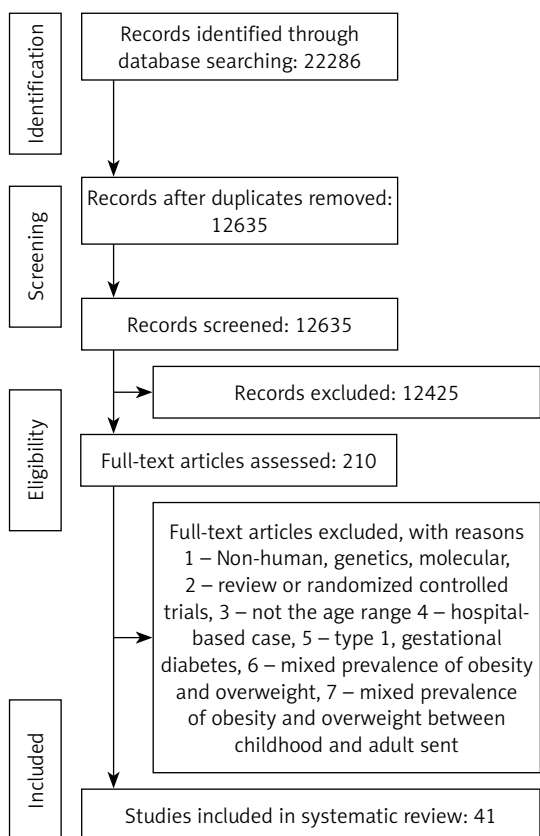 Identification
Records identified through
database searching: 22286
Screening
Records after duplicates removed:
12635
Records screened: 12635
Eligibility
Records excluded: 12425
Full-text articles assessed: 210
Full-text articles excluded, with reasons
1 – Non-human, genetics, molecular,
2 – review or randomized controlled
trials, 3 – not the age range 4 – hospital-
based case, 5 – type 1, gestational
diabetes, 6 – mixed prevalence of obesity
and overweight, 7 – mixed prevalence
of obesity and overweight between
childhood and adult sent
Included
Studies included in systematic review: 41